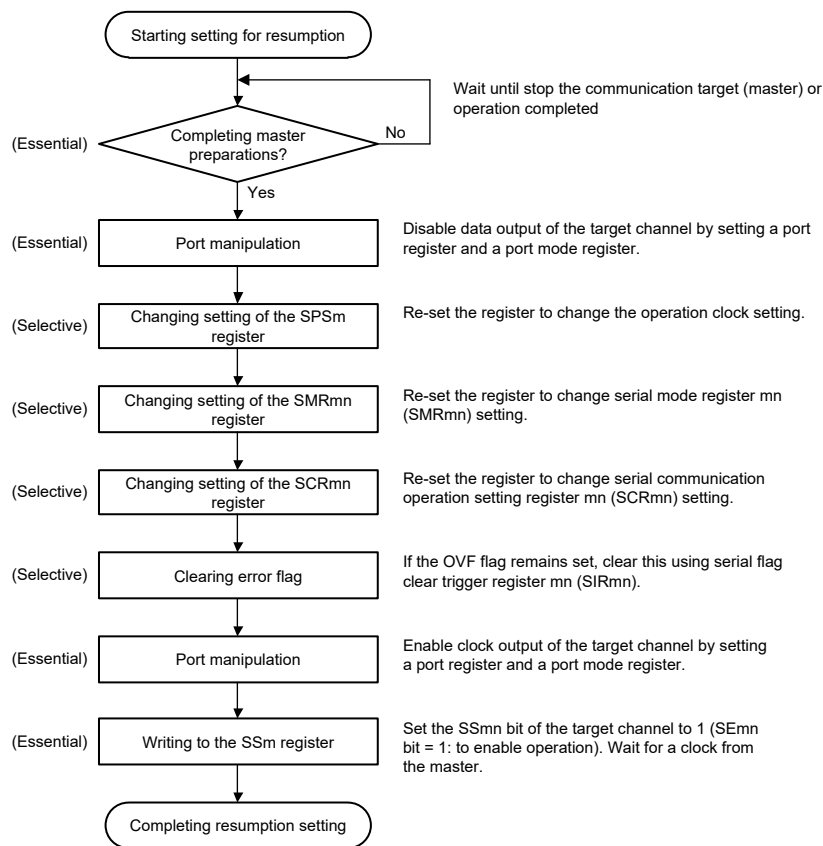 Starting setting for resumption
Wait until stop the communication target (master) or
operation completed
(Essential)
Completing master
preparations?
No
Yes
(Essential)
Port manipulation
Disable data output of the target channel by setting a port
register and a port mode register.
(Selective)
Changing setting of the SPSm
register
Re-set the register to change the operation clock setting.
(Selective)
Changing setting of the SMRmn
register
Re-set the register to change serial mode register mn
(SMRmn) setting.
(Selective)
Changing setting of the SCRmn
register
Re-set the register to change serial communication
operation setting register mn (SCRmn) setting.
(Selective)
Clearing error flag
If the OVF flag remains set, clear this using serial flag
clear trigger register mn (SIRmn).
(Essential)
Port manipulation
Enable clock output of the target channel by setting
a port register and a port mode register.
(Essential)
Writing to the SSm register
Set the SSmn bit of the target channel to 1 (SEmn
bit = 1: to enable operation). Wait for a clock from
the master.
Completing resumption setting